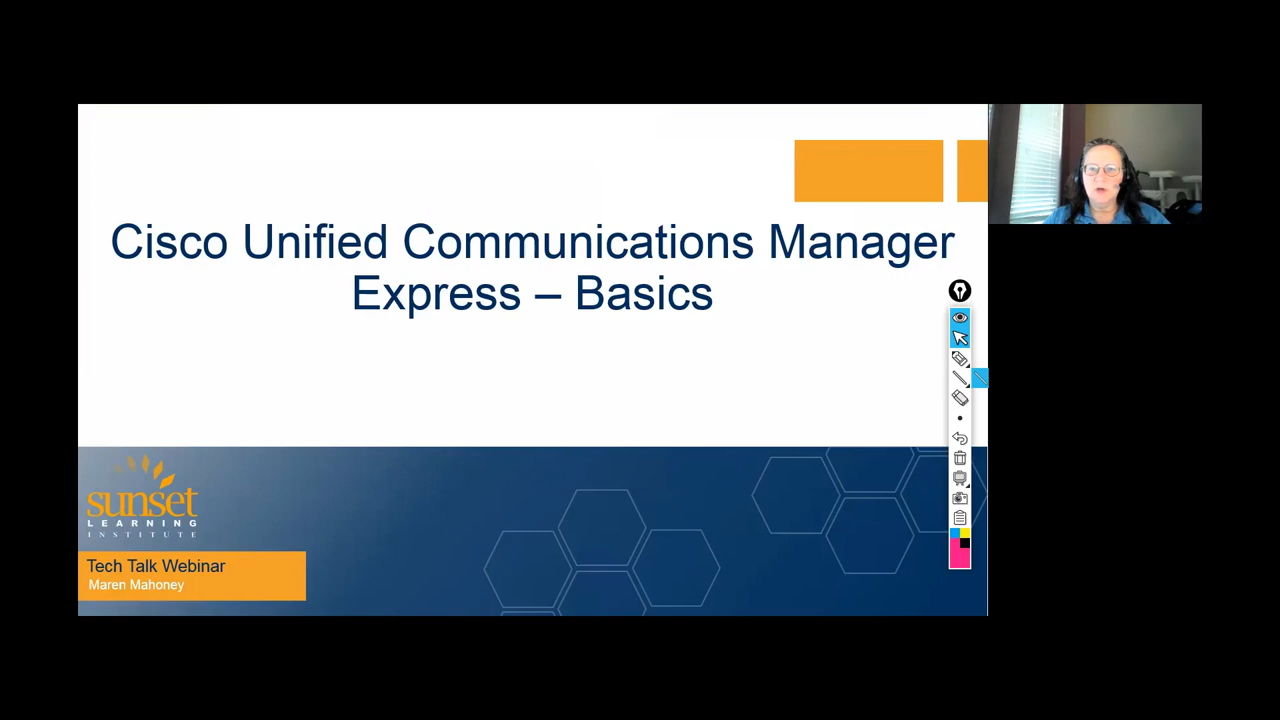 Cisco Unified Communications Manager
Express – Basics
sunset
LEARNING
INSTITUTE
Tech Talk Webinar
Maren Mahoney